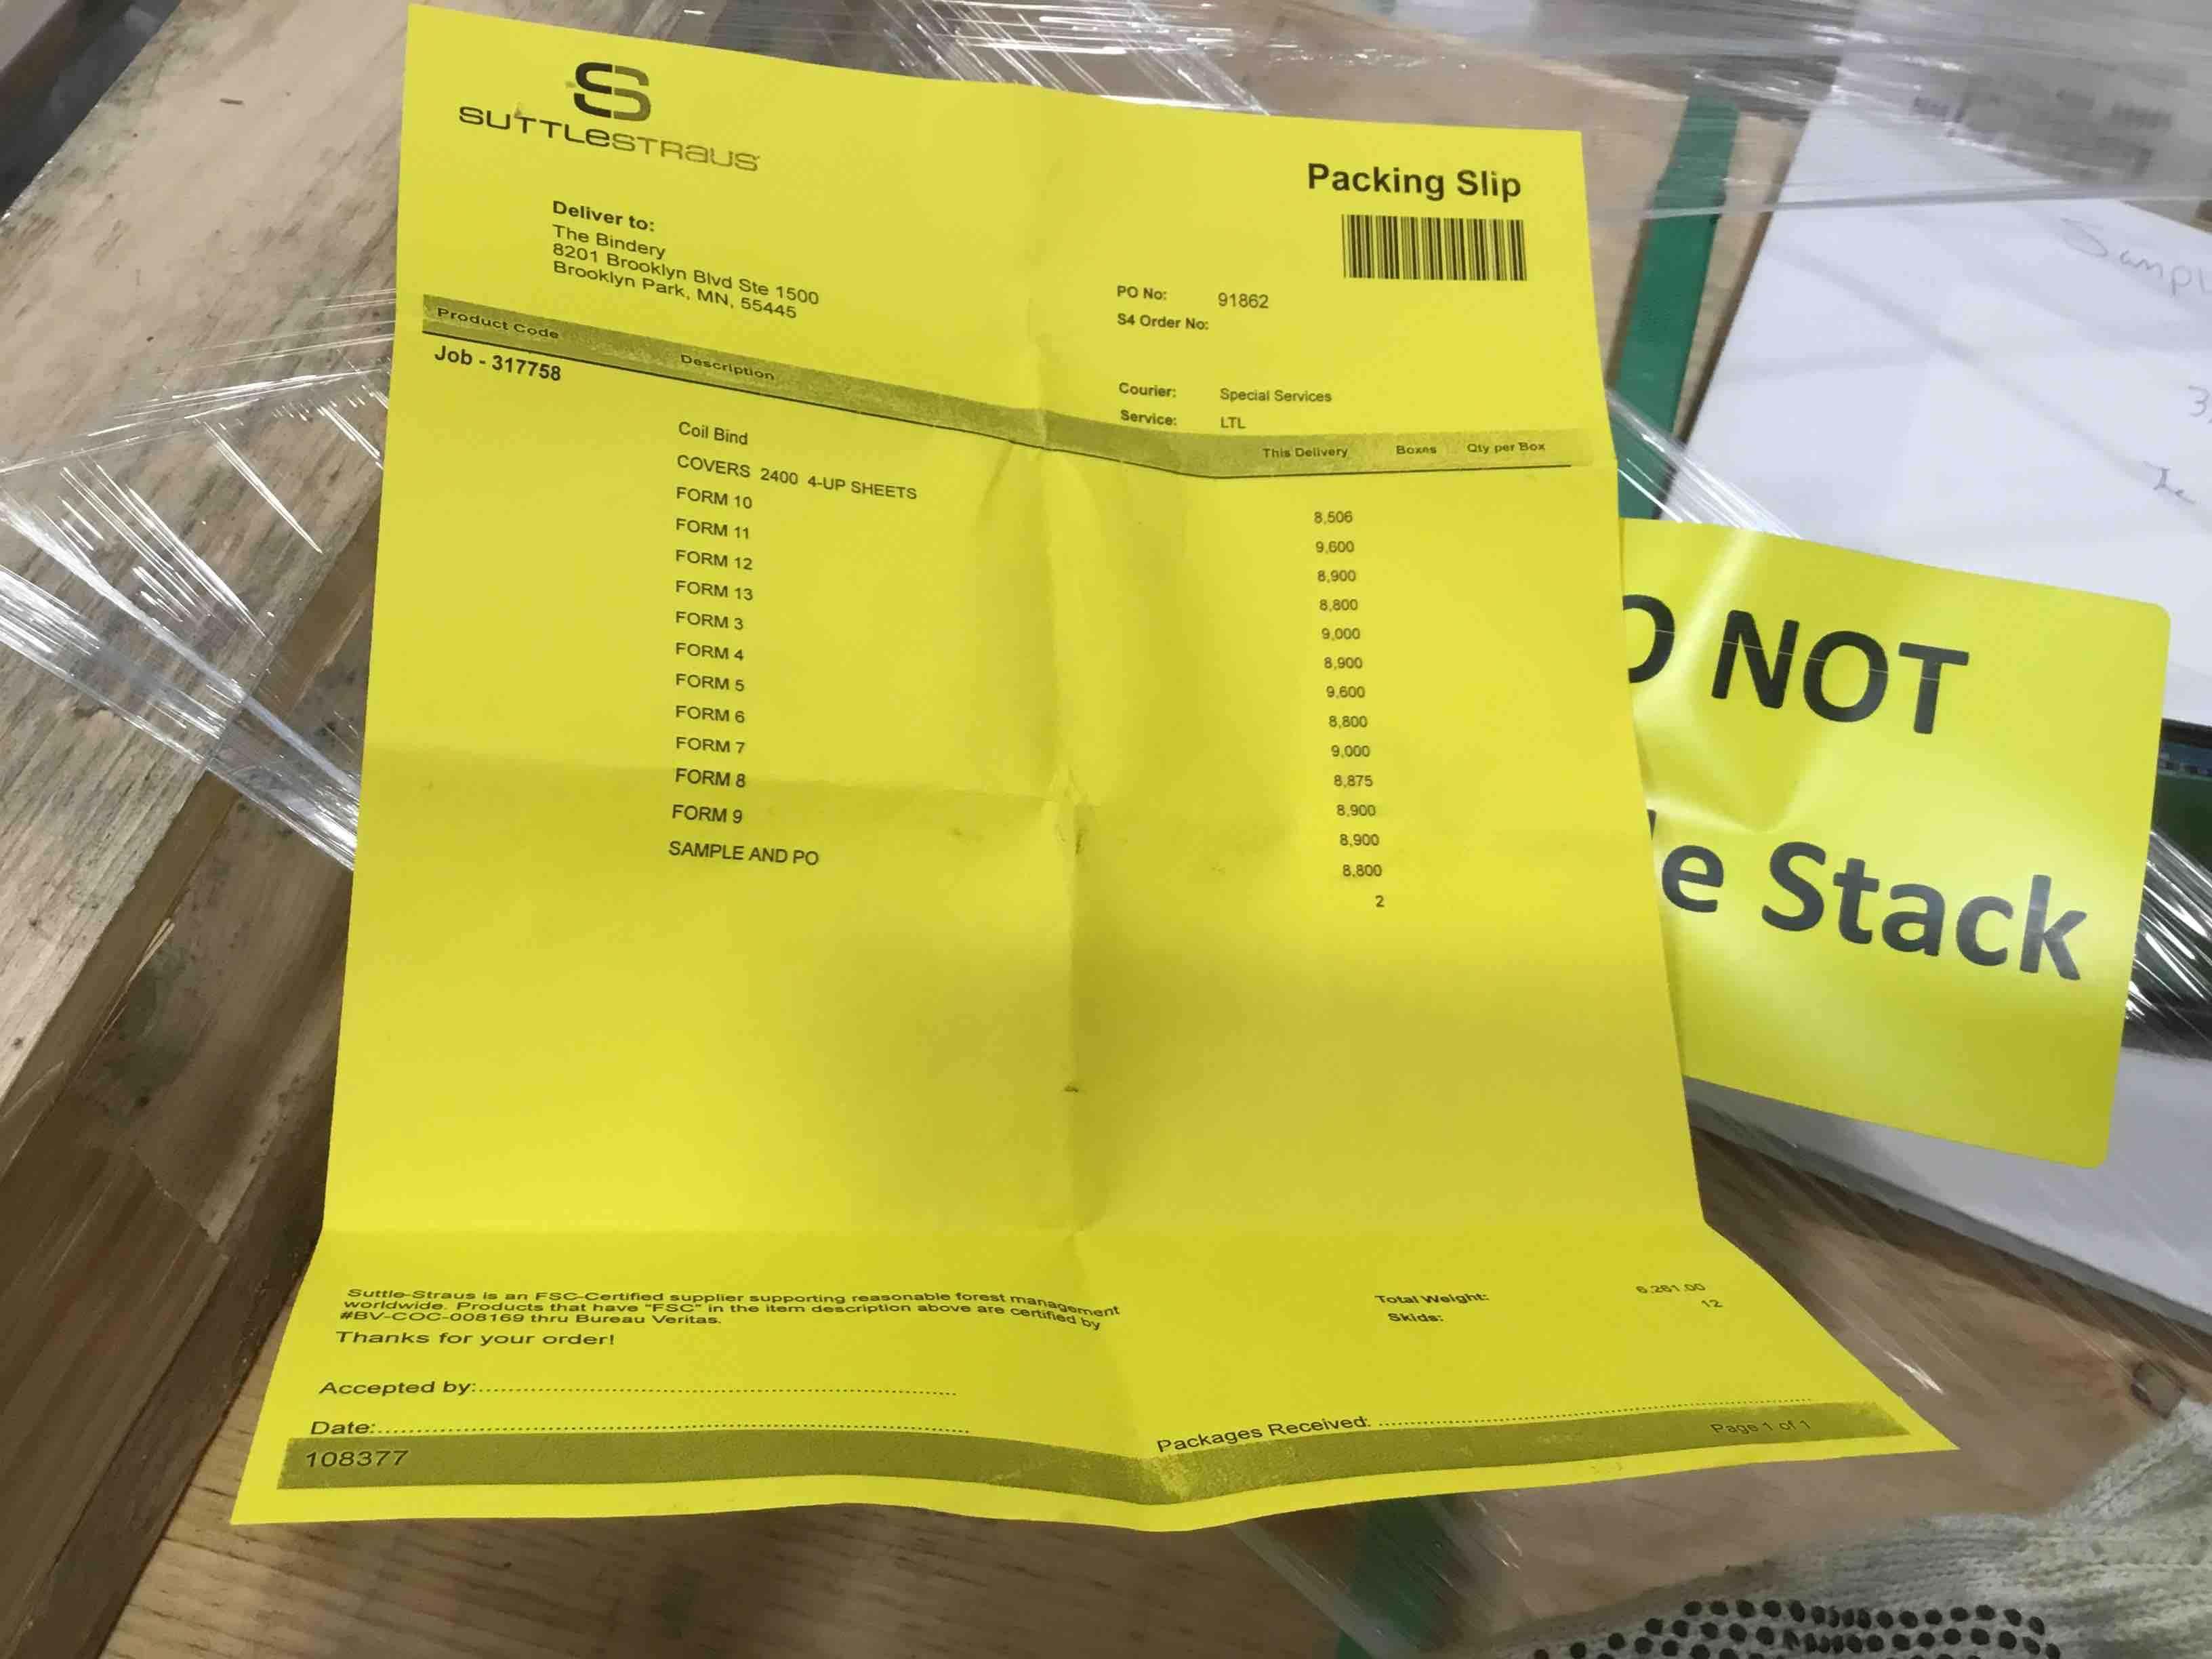 SUTTLESTRAUS
Packing Slip
Deliver to:
The Bindery
8201 Brooklyn Blvd Ste 1500
Brooklyn Park, MN, 55445
PO No: 91862
S4 Order No:
Courier: Special Services
Service: LTL
Product Code Description This Delivery Boxes Qty per Box
Job - 317758
Coil Bind 8,506
COVERS 2400 4-UP SHEETS 9,600
FORM 10 8,900
FORM 11 8,800
FORM 12 9,000
FORM 13 8,900
FORM 3 9,600
FORM 4 8,800
FORM 5 9,000
FORM 6 8,875
FORM 7 8,900
FORM 8 8,900
FORM 9 8,800
SAMPLE AND PO 2
Suttle-Straus is an FSC-Certified supplier supporting reasonable forest management
worldwide. Products that have "FSC" in the item description above are certified by
#BV-COC-008169 thru Bureau Veritas.
Thanks for your order!
Total Weight: 6,261.00
Skids: 12
Accepted by:
Date:
Packages Received:
108377
Page 1 of 1
NOT
Stack